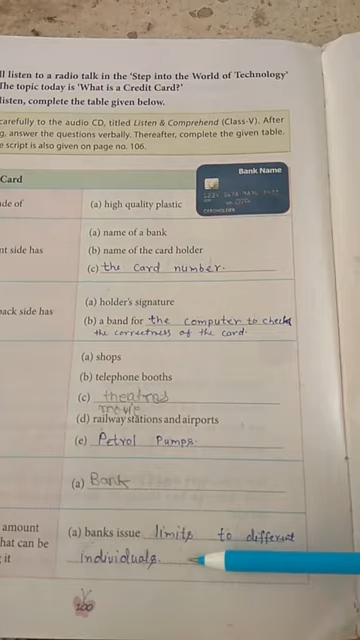 ll listen to a radio talk in the 'Step into the World of Technology'
The topic today is 'What is a Credit Card?'
listen, complete the table given below.
carefully to the audio CD, titled Listen & Comprehend (Class-V). After
g, answer the questions verbally. Thereafter, complete the given table.
e script is also given on page no. 106.
Bank Name
CARDHOLDER
Card
de of
(a) high quality plastic
nt side has
(a) name of a bank
(b) name of the card holder
(c) the card number.
back side has
(a) holder's signature
(b) a band for the computer to check
the correctness of the card.
(a) shops
(b) telephone booths
(c) theatres
movie
(d) railway stations and airports
(e) Petrol Pumps.
(a) Bank
amount
hat can be
it
(a) banks issue limits to different
individuals.
100